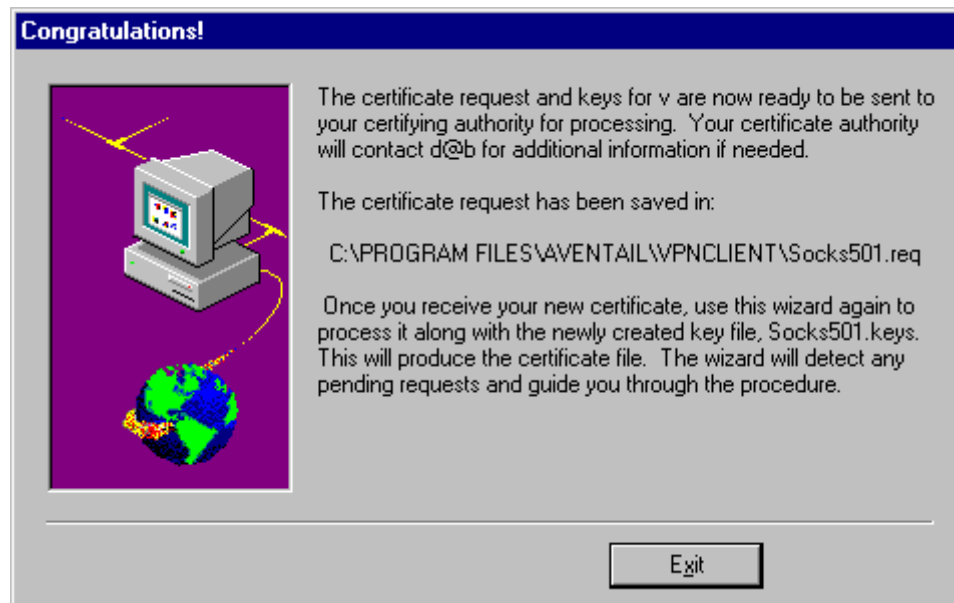 Congratulations!
The certificate request and keys for v are now ready to be sent to
your certifying authority for processing.  Your certificate authority
will contact d@b for additional information if needed.
The certificate request has been saved in:
C:\PROGRAM FILES\AVENTAIL\VPNCLIENT\Socks501.req
Once you receive your new certificate, use this wizard again to
process it along with the newly created key file, Socks501.keys.
This will produce the certificate file.  The wizard will detect any
pending requests and guide you through the procedure.
Exit